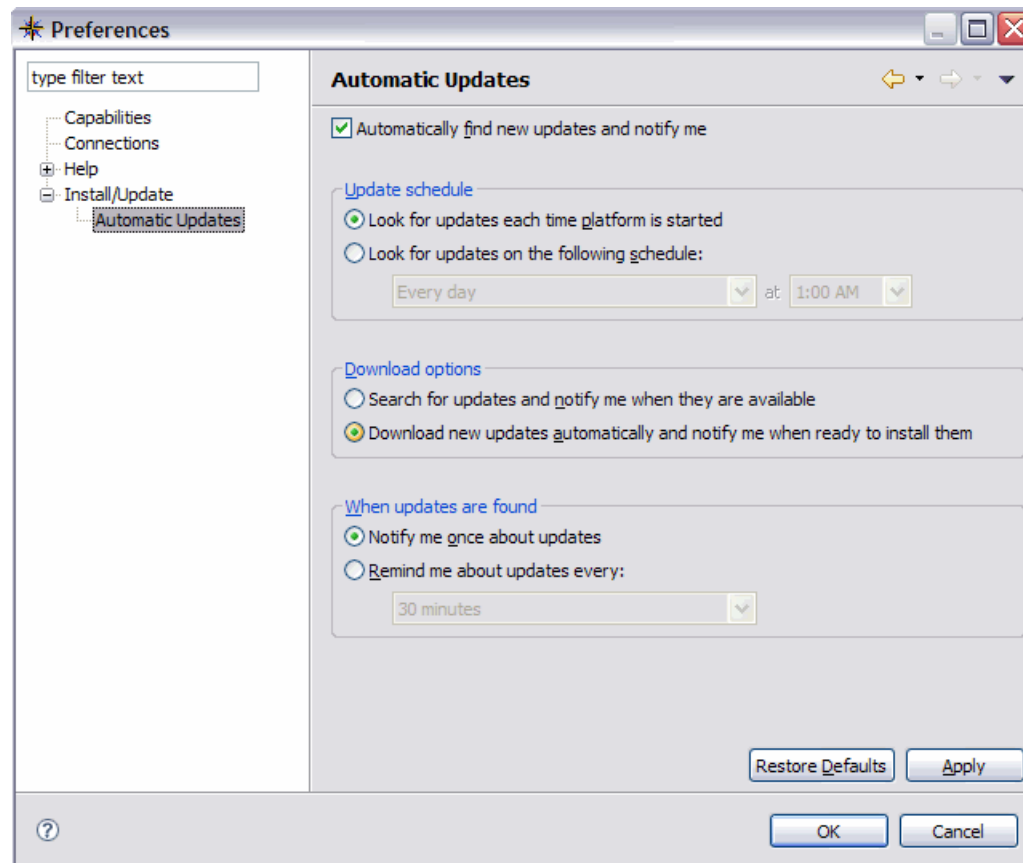 Preferences
type filter text
Capabilities
Connections
Help
Install/Update
Automatic Updates
Automatic Updates
Automatically find new updates and notify me
Update schedule
Look for updates each time platform is started
Look for updates on the following schedule:
Every day at 1:00 AM
Download options
Search for updates and notify me when they are available
Download new updates automatically and notify me when ready to install them
When updates are found
Notify me once about updates
Remind me about updates every:
30 minutes
Restore Defaults Apply
? OK Cancel